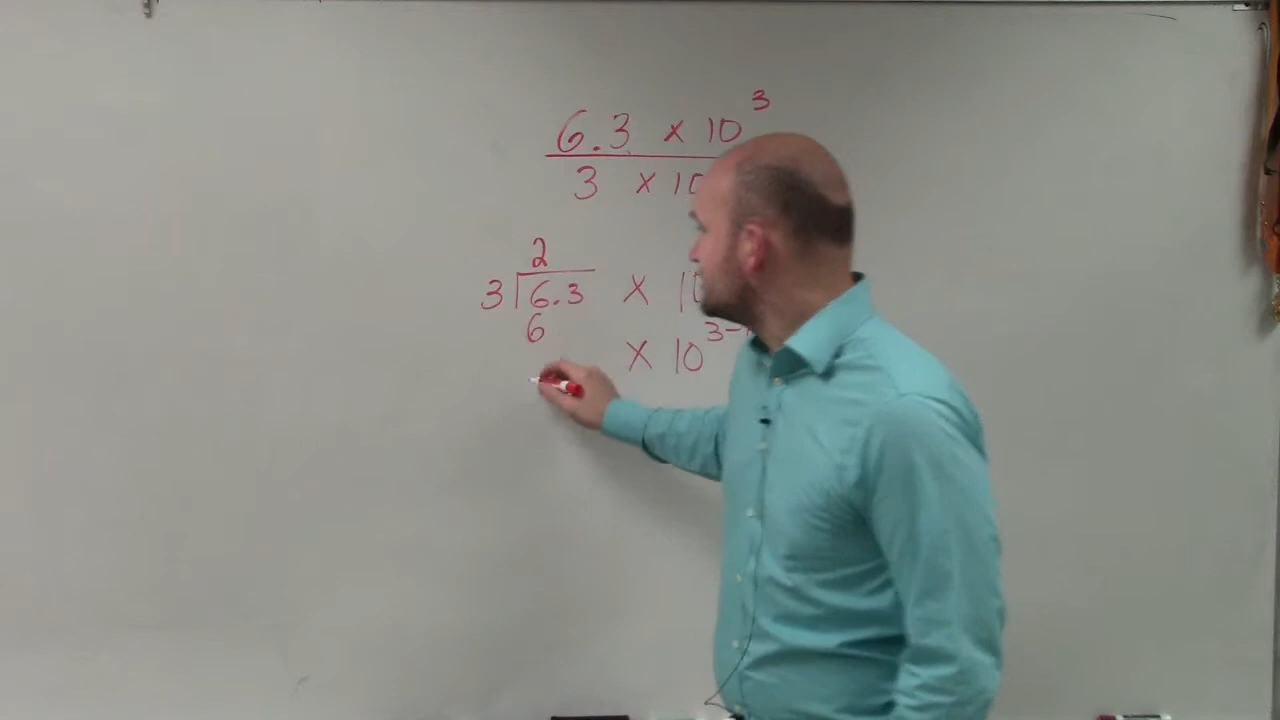 6.3 x 10³
3 x 10
2
3 6.3 x 10
6
x 10³⁻